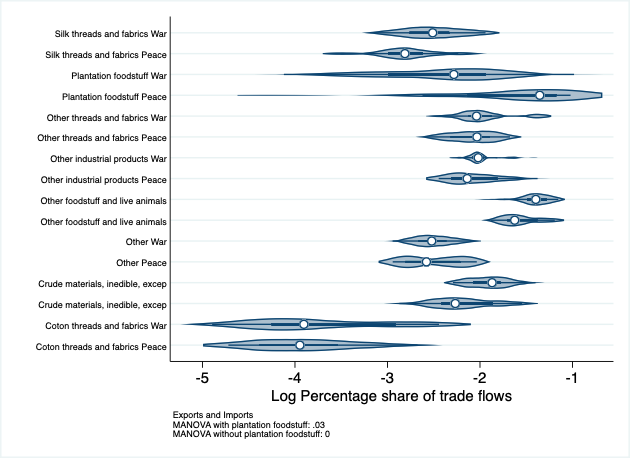 Silk threads and fabrics War
Silk threads and fabrics Peace
Plantation foodstuff War
Plantation foodstuff Peace
Other threads and fabrics War
Other threads and fabrics Peace
Other industrial products War
Other industrial products Peace
Other foodstuff and live animals
Other foodstuff and live animals
Other War
Other Peace
Crude materials, inedible, excep
Crude materials, inedible, excep
Coton threads and fabrics War
Coton threads and fabrics Peace
-5 -4 -3 -2 -1
Log Percentage share of trade flows
Exports and Imports
MANOVA with plantation foodstuff: .03
MANOVA without plantation foodstuff: 0